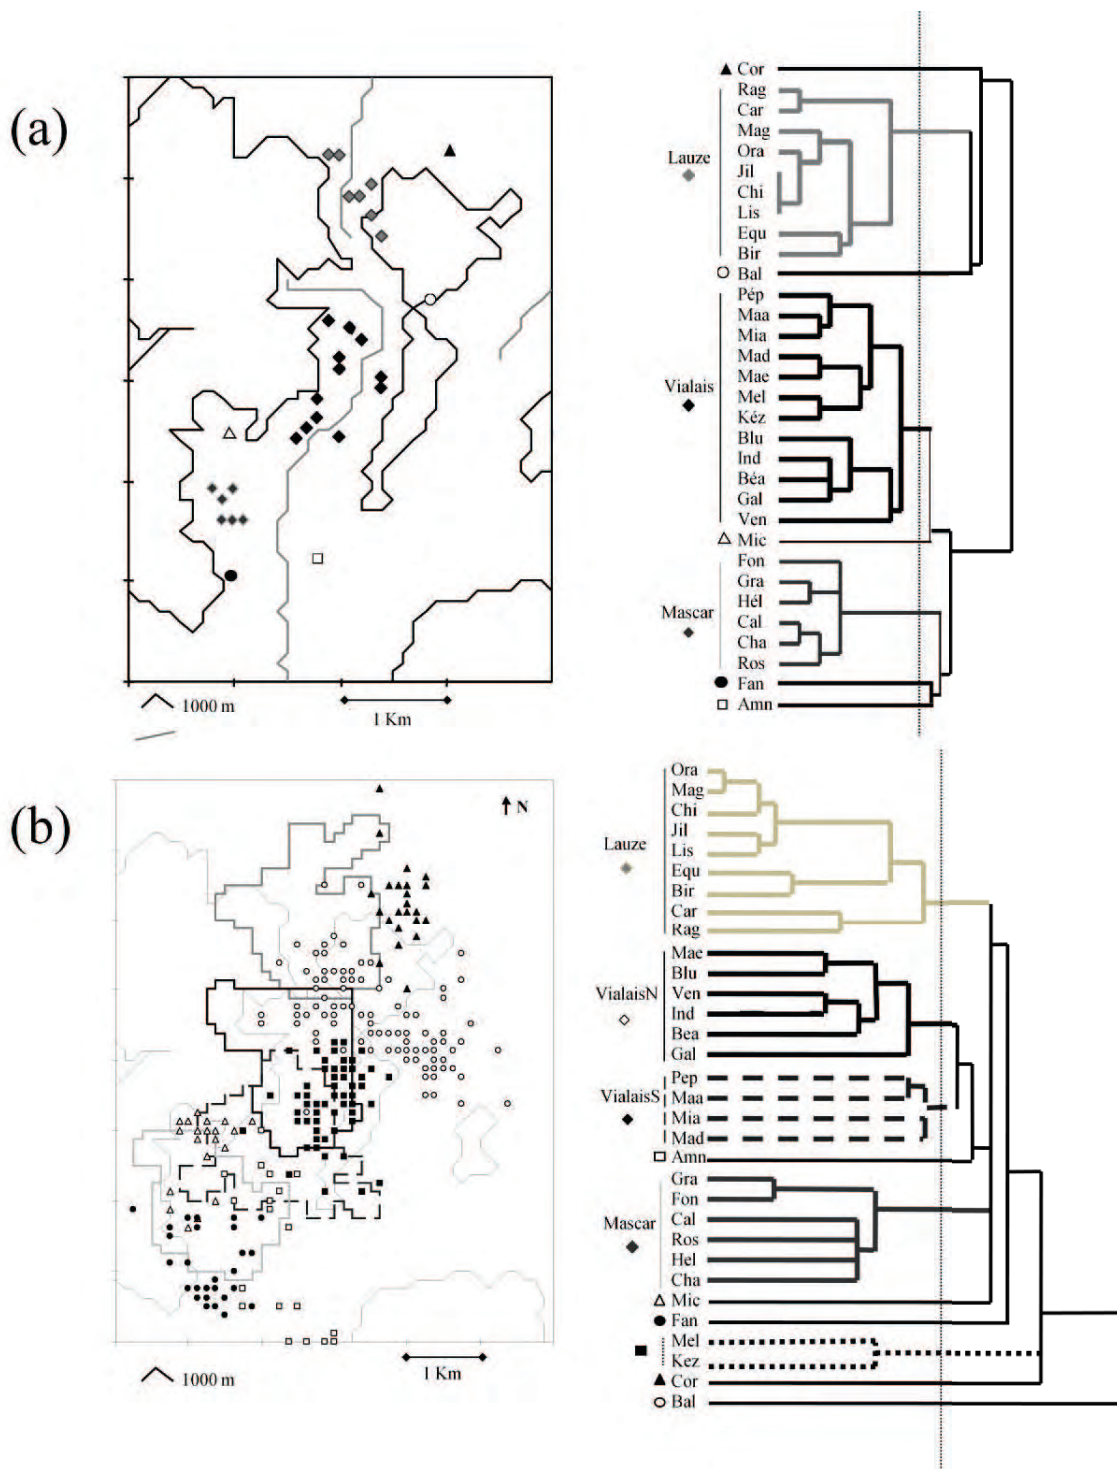 (a)
1000 m
1 Km
Cor
Rag
Car
Mag
Ora
Jil
Chi
Lis
Equ
Bir
Lauze
Bal
Pép
Maa
Mia
Mad
Mae
Mel
Kéz
Blu
Ind
Béa
Gal
Ven
Vialais
Mic
Fon
Gra
Hél
Cal
Cha
Ros
Mascar
Fan
Amn
(b)
N
1000 m
1 Km
Ora
Mag
Chi
Jil
Lis
Equ
Bir
Car
Rag
Lauze
Mae
Blu
Ven
Ind
Bea
Gal
VialaisN
Pep
Maa
Mia
Mad
VialaisS
Amn
Gra
Fon
Cal
Ros
Hel
Cha
Mascar
Mic
Fan
Mel
Kez
Cor
Bal